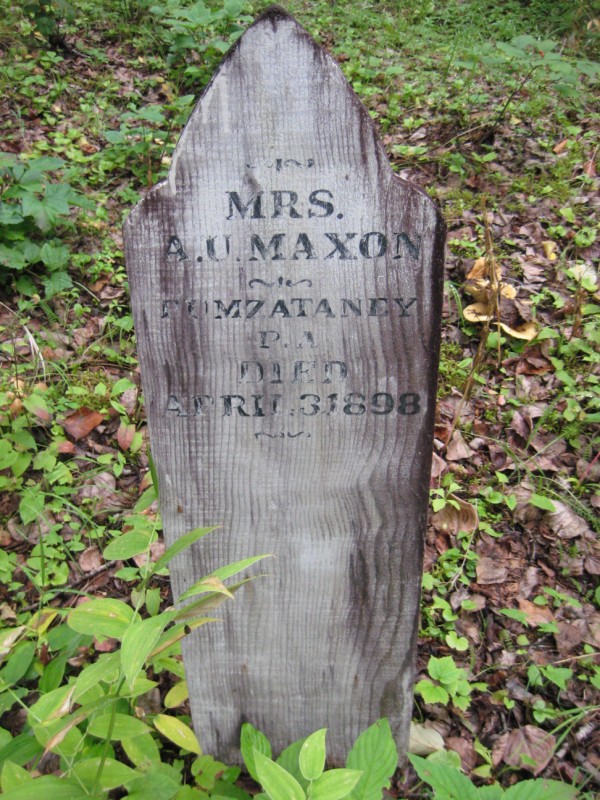 MRS.
A.U.MAXON
PUMZATANEY
P.A
DIED
APRIL 3 1898